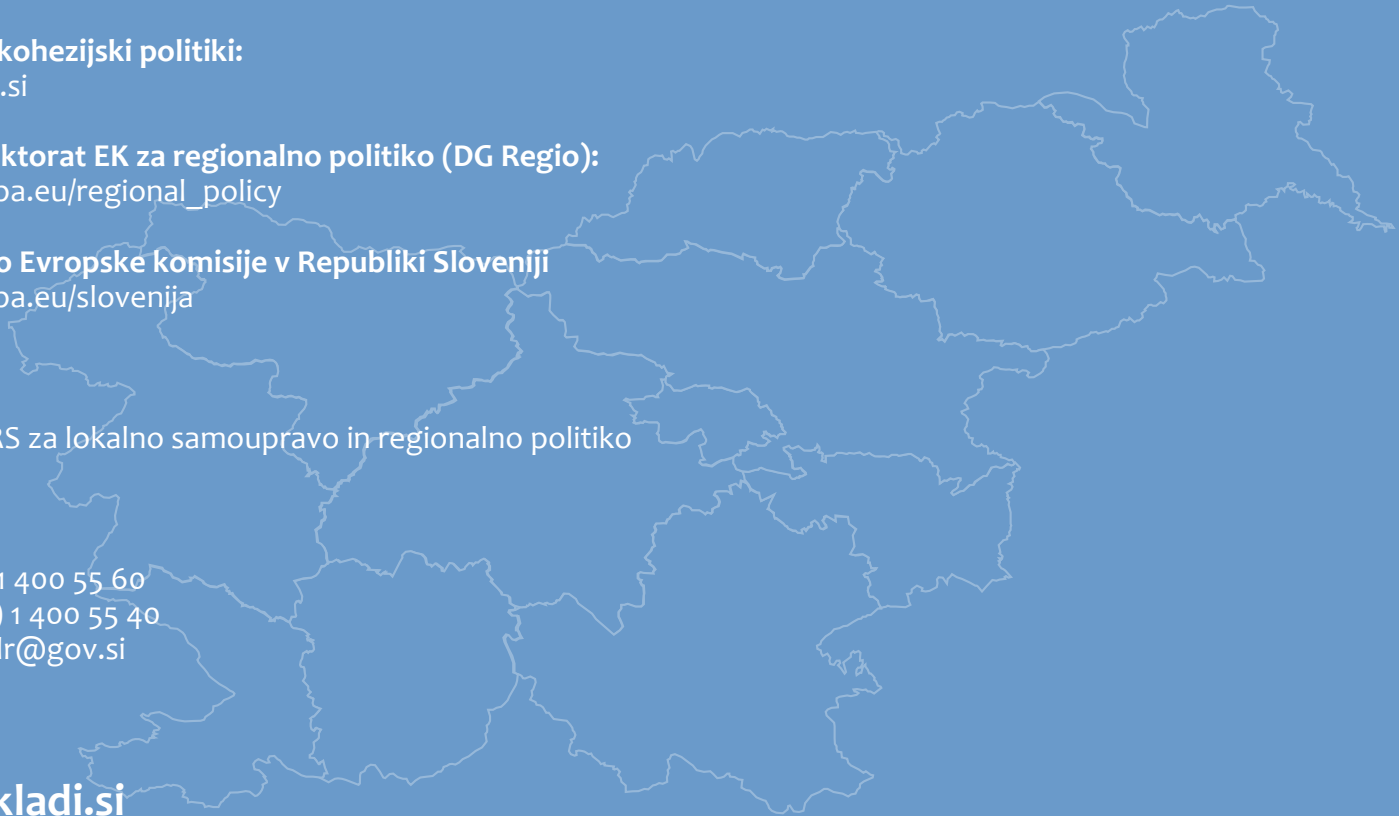 kohezijski politiki:
.si
ktorat EK za regionalno politiko (DG Regio):
pa.eu/regional_policy
o Evropske komisije v Republiki Sloveniji
pa.eu/slovenija
RS za lokalno samoupravo in regionalno politiko
1 400 55 60
) 1 400 55 40
lr@gov.si
kladi.si